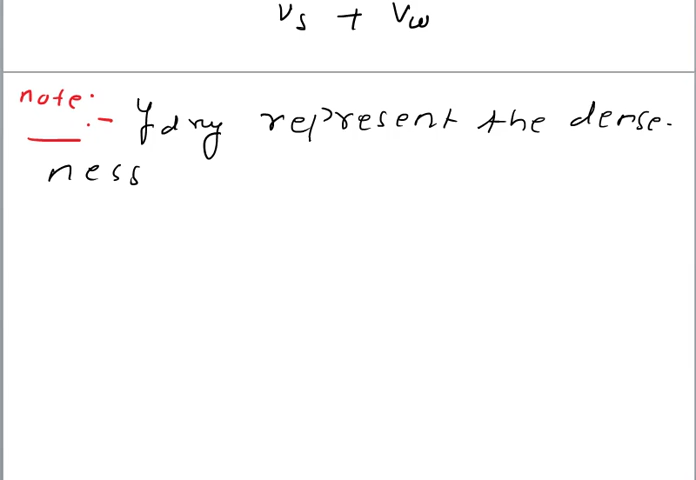 Vs + Vw
note:-
γdry represent the dense-
ness